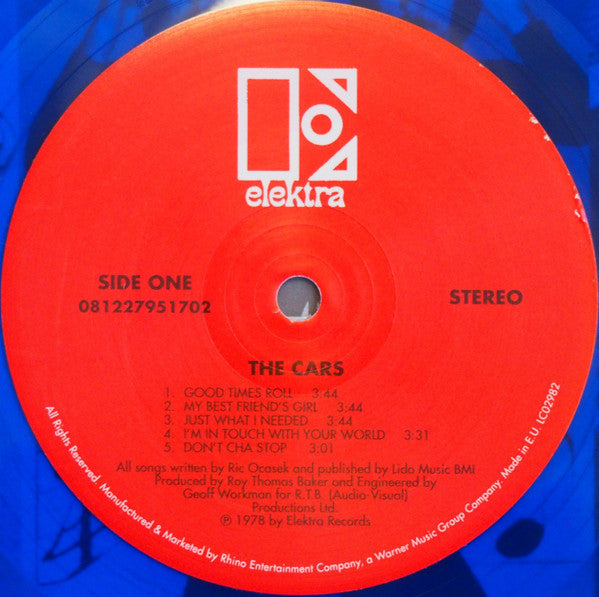 elektra
SIDE ONE
081227951702
STEREO
THE CARS
1. GOOD TIMES ROLL 3:44
2. MY BEST FRIEND'S GIRL 3:44
3. JUST WHAT I NEEDED 3:44
4. I'M IN TOUCH WITH YOUR WORLD 3:31
5. DON'T CHA STOP 3:01
All songs written by Ric Ocasek and published by Lido Music BMI
Produced by Roy Thomas Baker and Engineered by
Geoff Workman for R.T.B. (Audio-Visual)
Productions Ltd.
℗ 1978 by Elektra Records
All Rights Reserved. Manufactured & Marketed by Rhino Entertainment Company, a Warner Music Group Company. Made in E.U. LC02982